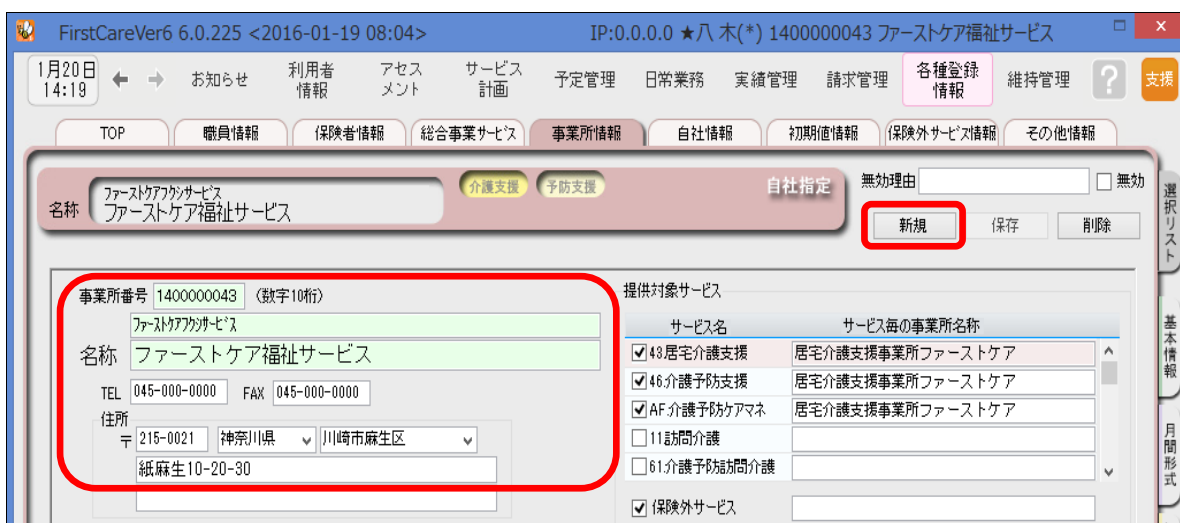 FirstCareVer6 6.0.225 <2016-01-19 08:04> IP:0.0.0.0 ★八 木(*) 1400000043 ファーストケア福祉サービス
1月20日
14:19
お知らせ
利用者
情報
アセス
メント
サービス
計画
予定管理
日常業務
実績管理
請求管理
各種登録
情報
維持管理
?
支援
TOP 職員情報 保険者情報 総合事業サービス 事業所情報 自社情報 初期値情報 保険外サービス情報 その他情報
名称
ファーストケアフクシサービス
ファーストケア福祉サービス
介護支援 予防支援
自社指定
無効理由
無効
新規 保存 削除
事業所番号 1400000043 (数字10桁)
ファーストケアフクシサービス
名称 ファーストケア福祉サービス
TEL 045-000-0000 FAX 045-000-0000
住所
〒 215-0021 神奈川県 川崎市麻生区
紙麻生10-20-30
提供対象サービス
サービス名 サービス毎の事業所名称
43.居宅介護支援 居宅介護支援事業所ファーストケア
46.介護予防支援 居宅介護支援事業所ファーストケア
AF.介護予防ケアマネ 居宅介護支援事業所ファーストケア
11訪問介護
61.介護予防訪問介護
保険外サービス
選択リスト
基本情報
月間形式